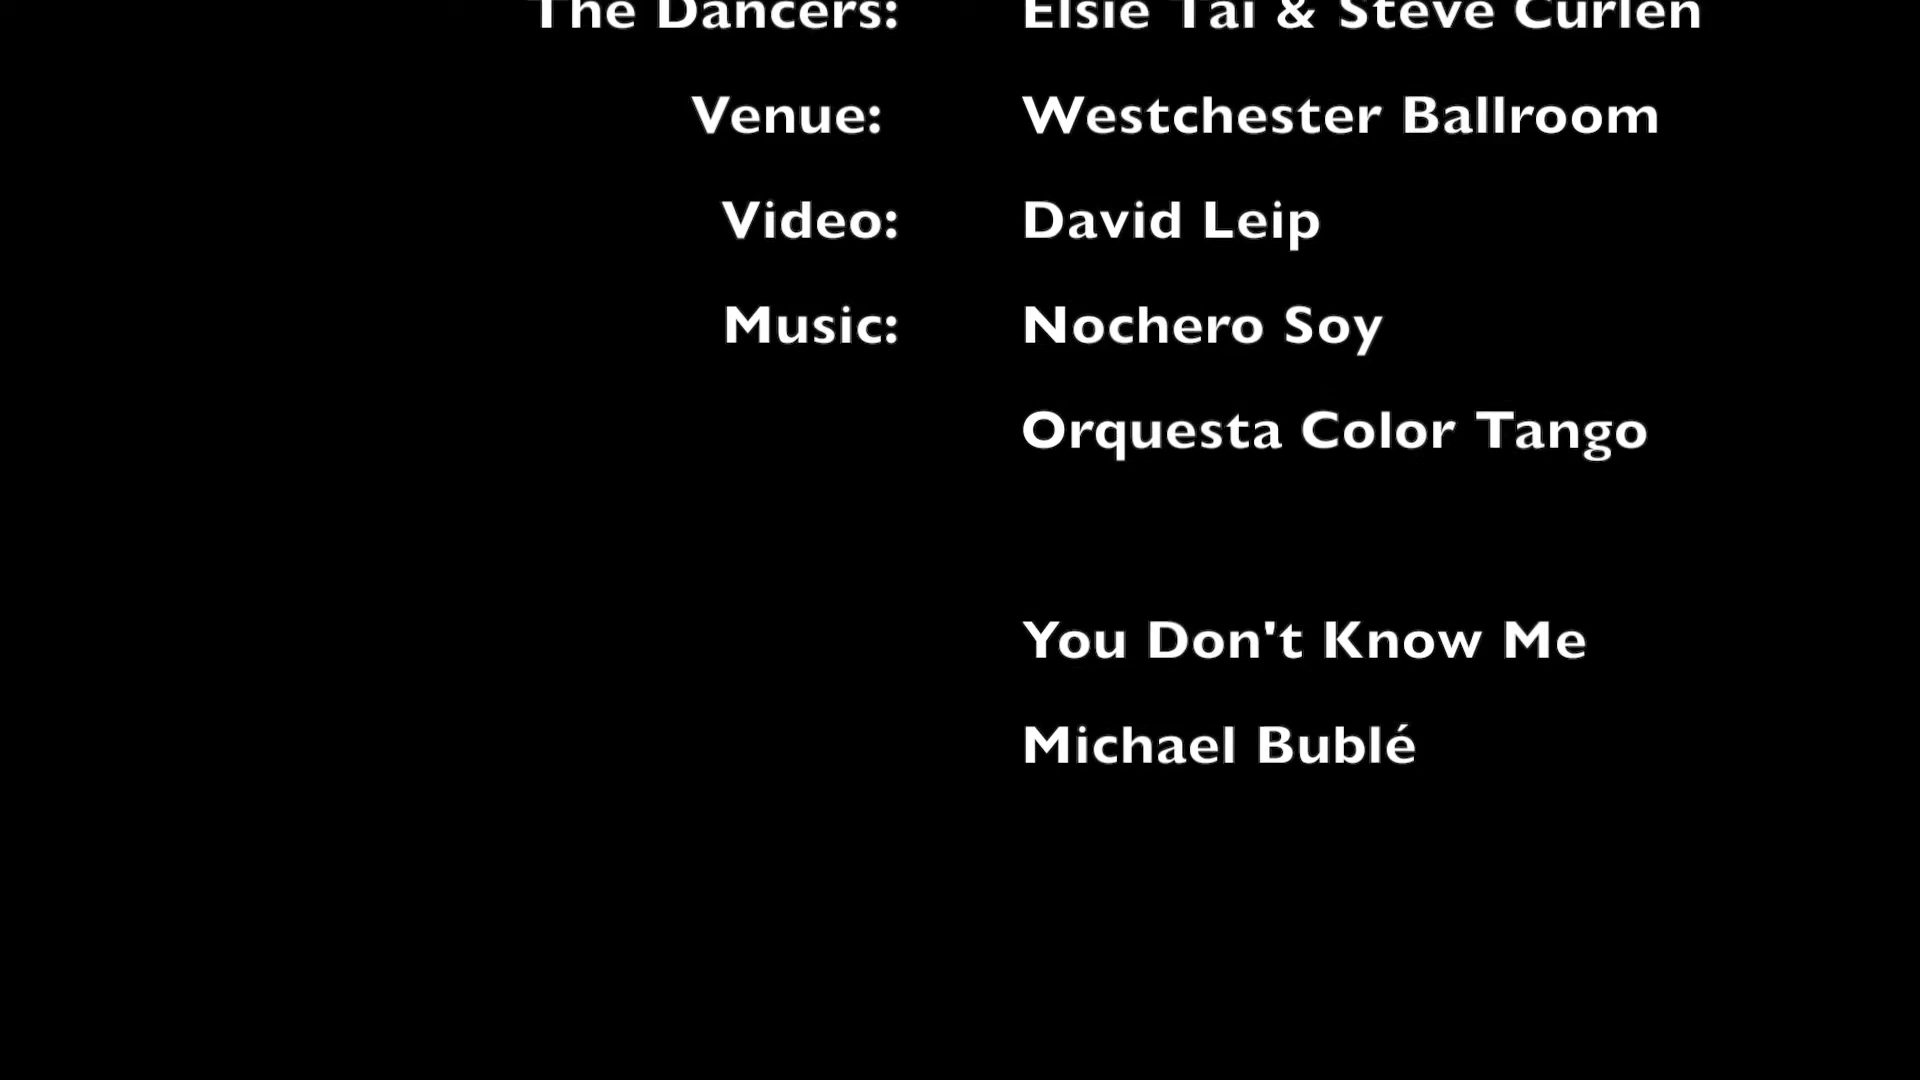 The Dancers: Elsie Tai & Steve Curlen
Venue: Westchester Ballroom
Video: David Leip
Music: Nochero Soy
Orquesta Color Tango
You Don't Know Me
Michael Bublé